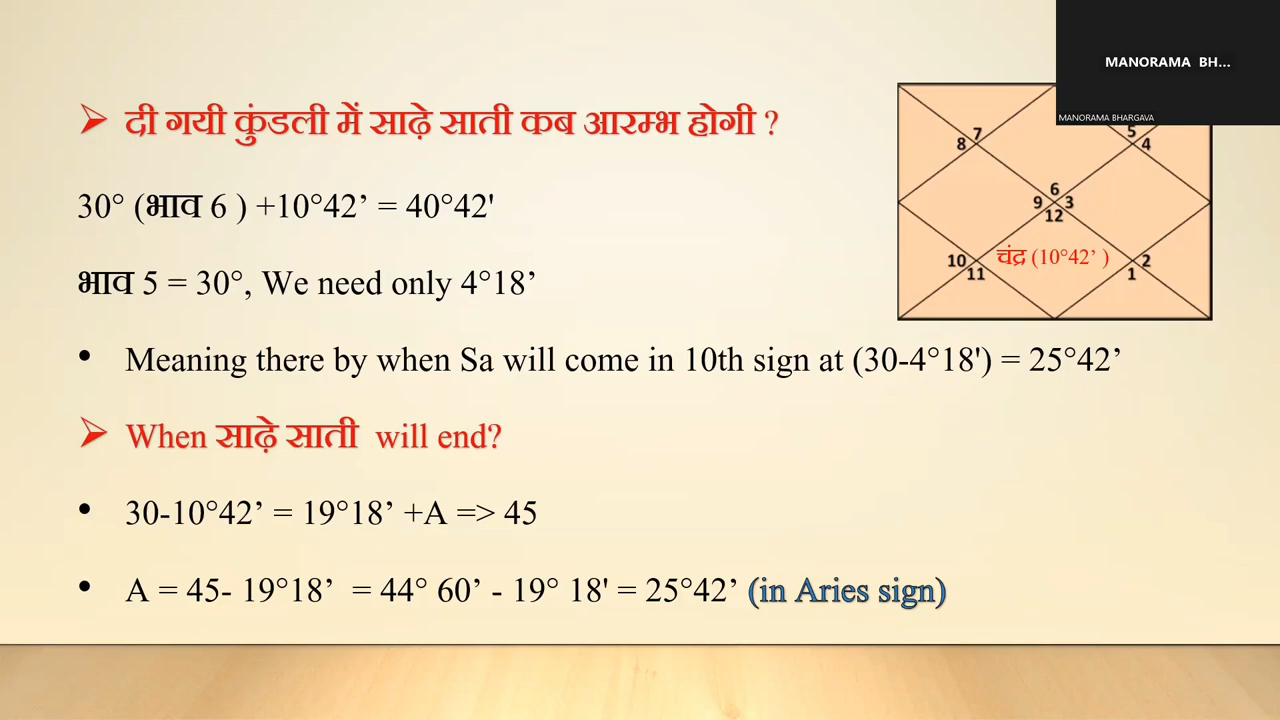 MANORAMA BH...
MANORAMA BHARGAVA
दी गयी कुंडली में साढ़े साती कब आरम्भ होगी ?
30° (भाव 6 ) +10°42’ = 40°42'
भाव 5 = 30°, We need only 4°18’
• Meaning there by when Sa will come in 10th sign at (30-4°18') = 25°42’
When साढ़े साती will end?
• 30-10°42’ = 19°18’ +A => 45
• A = 45- 19°18’ = 44° 60’ - 19° 18' = 25°42’ (in Aries sign)
7
8
5
4
6
9 3
12
चंद्र (10°42’ )
10
11
2
1